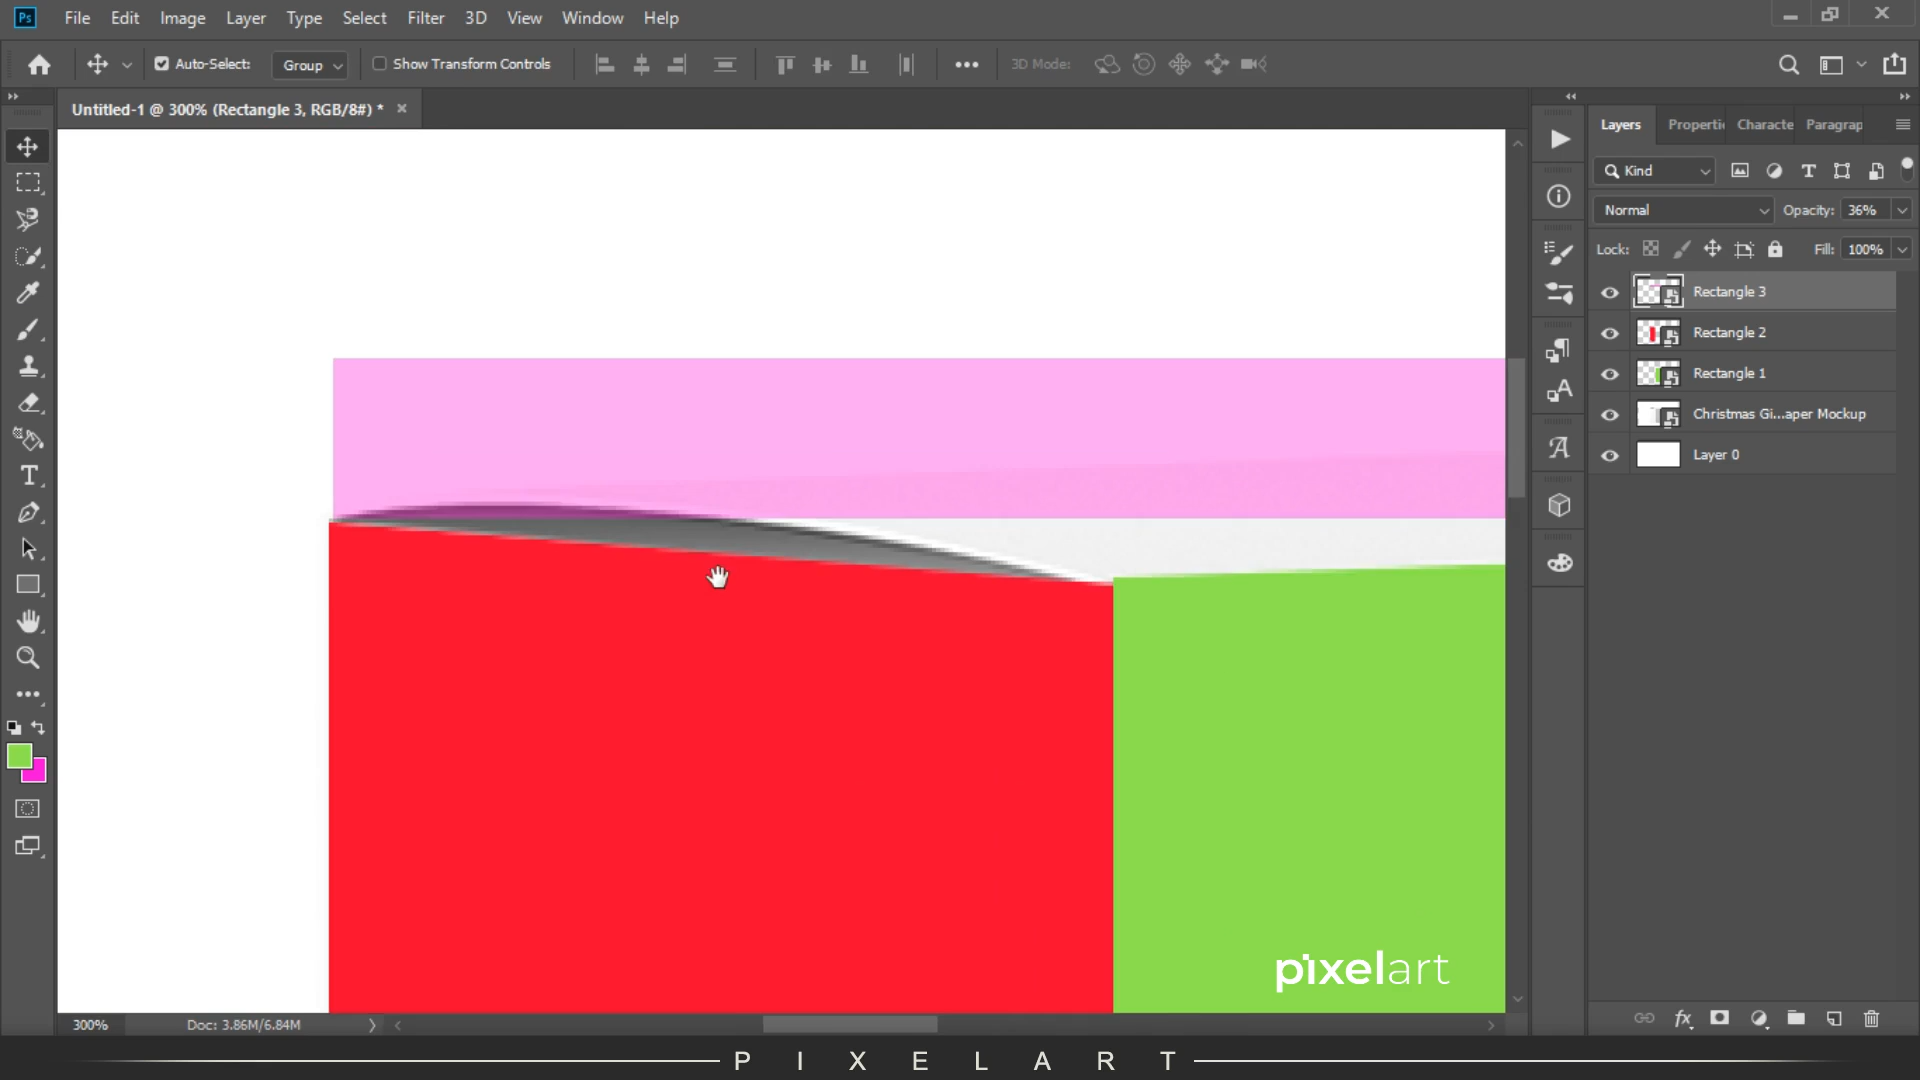 Ps File Edit Image Layer Type Select Filter 3D View Window Help
Auto-Select: Group Show Transform Controls 3D Mode:
Untitled-1 @ 300% (Rectangle 3, RGB/8#) *
Layers Properti Characte Paragrap
Kind
Normal Opacity: 36%
Lock: Fill: 100%
Rectangle 3
Rectangle 2
Rectangle 1
Christmas Gi...aper Mockup
Layer 0
pixelart
300% Doc: 3.86M/6.84M
PIXELART